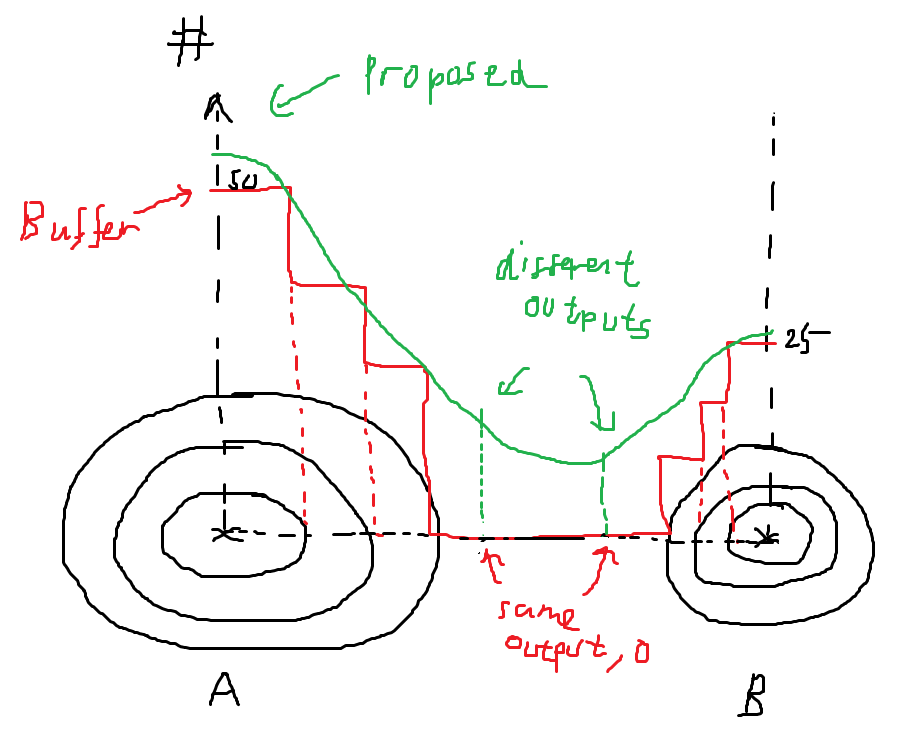 #
Proposed
50
Buffer
different
outputs
25
same
output, 0
A
B